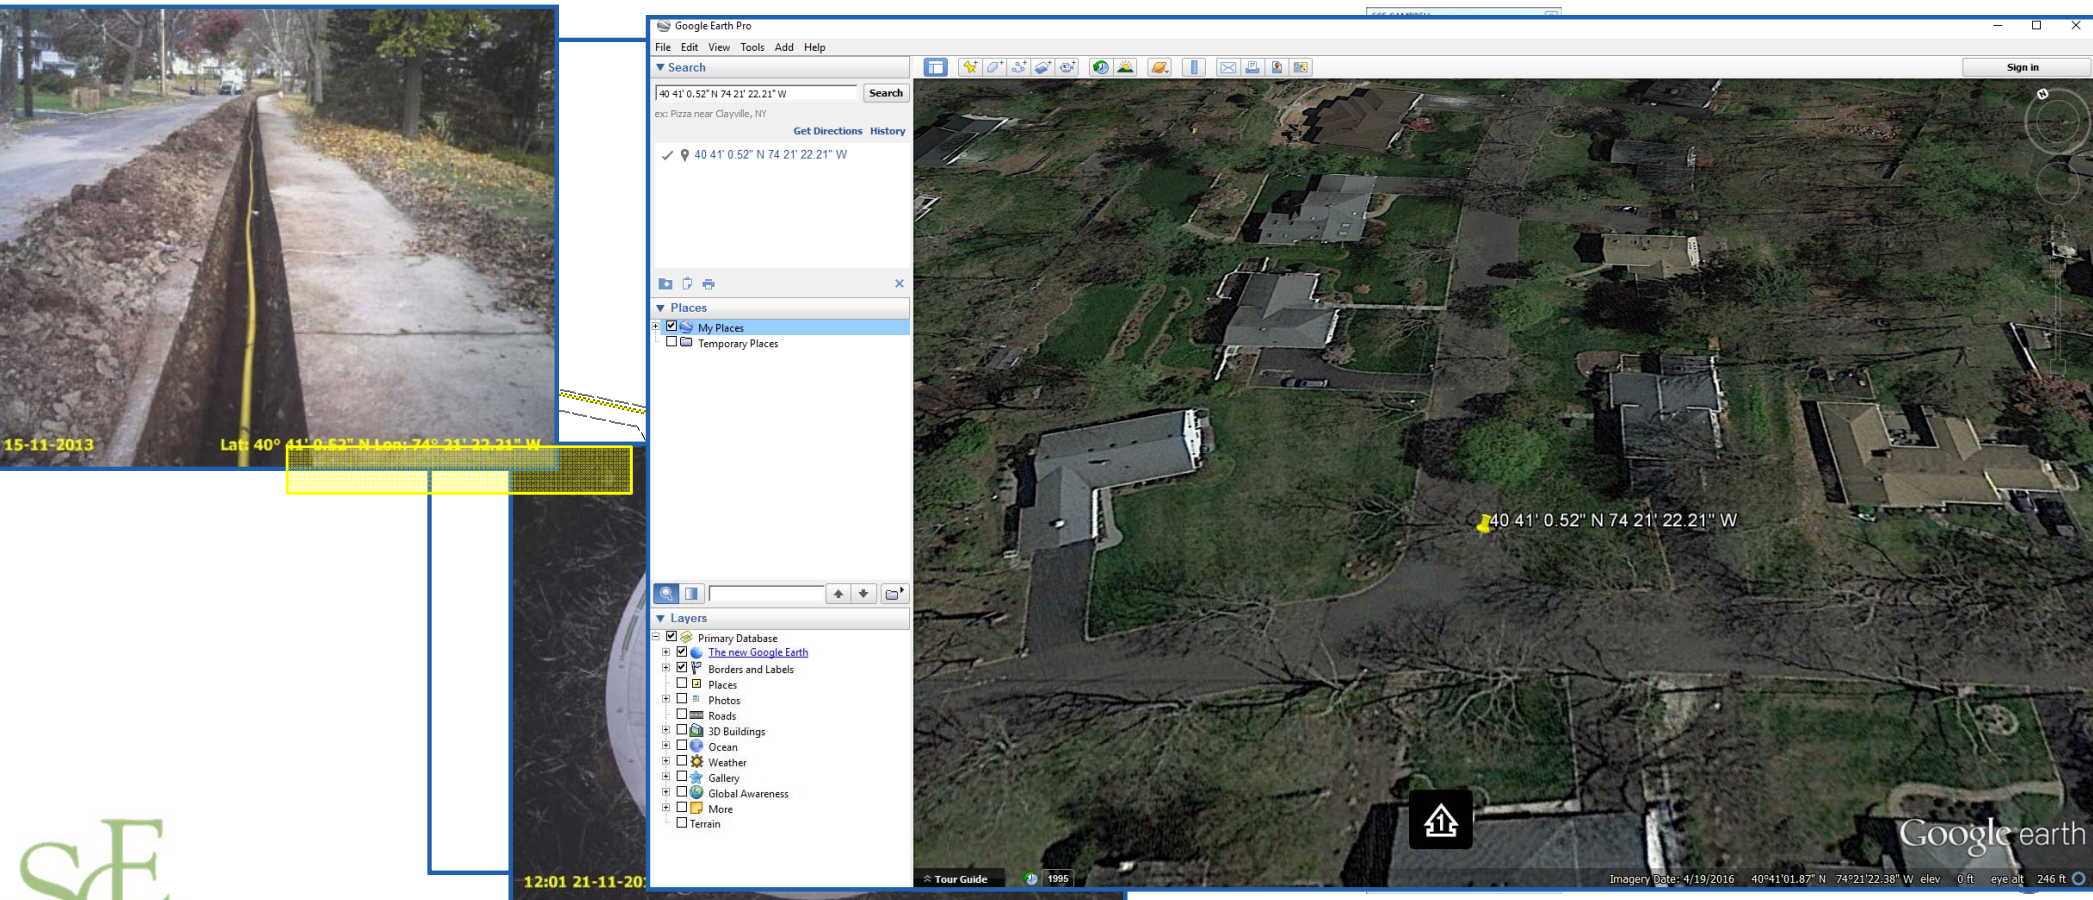 15-11-2013
Lat: 40° 41' 0.52" N Lon: 74° 21' 22.21" W
12:01 21-11-20
SE
Google Earth Pro
File Edit View Tools Add Help
Search
40 41' 0.52" N 74 21' 22.21" W Search
ex: Pizza near Clayville, NY
Get Directions History
40 41' 0.52" N 74 21' 22.21" W
Places
My Places
Temporary Places
Layers
Primary Database
The new Google Earth
Borders and Labels
Places
Photos
Roads
3D Buildings
Ocean
Weather
Gallery
Global Awareness
More
Terrain
Sign in
N
40 41' 0.52" N 74 21' 22.21" W
1
Google earth
Tour Guide 1995
Imagery Date: 4/19/2016 40°41'01.87" N 74°21'22.38" W elev 0 ft eye alt 246 ft